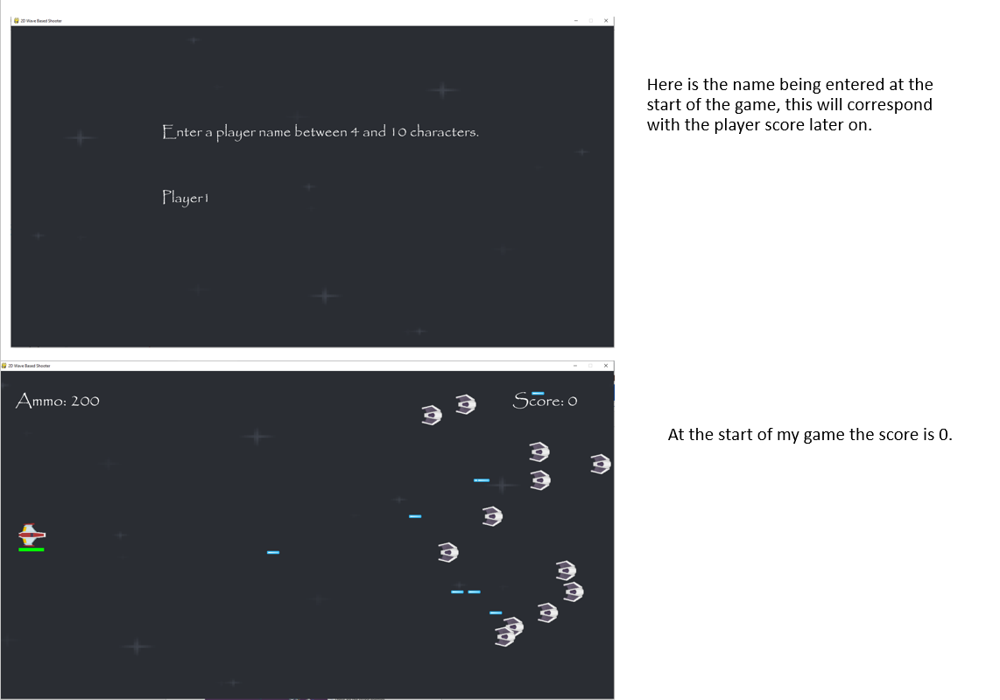 2D Wave Based Shooter
Enter a player name between 4 and 10 characters.
Player1
Here is the name being entered at the
start of the game, this will correspond
with the player score later on.
2D Wave Based Shooter
Ammo: 200
Score: 0
At the start of my game the score is 0.